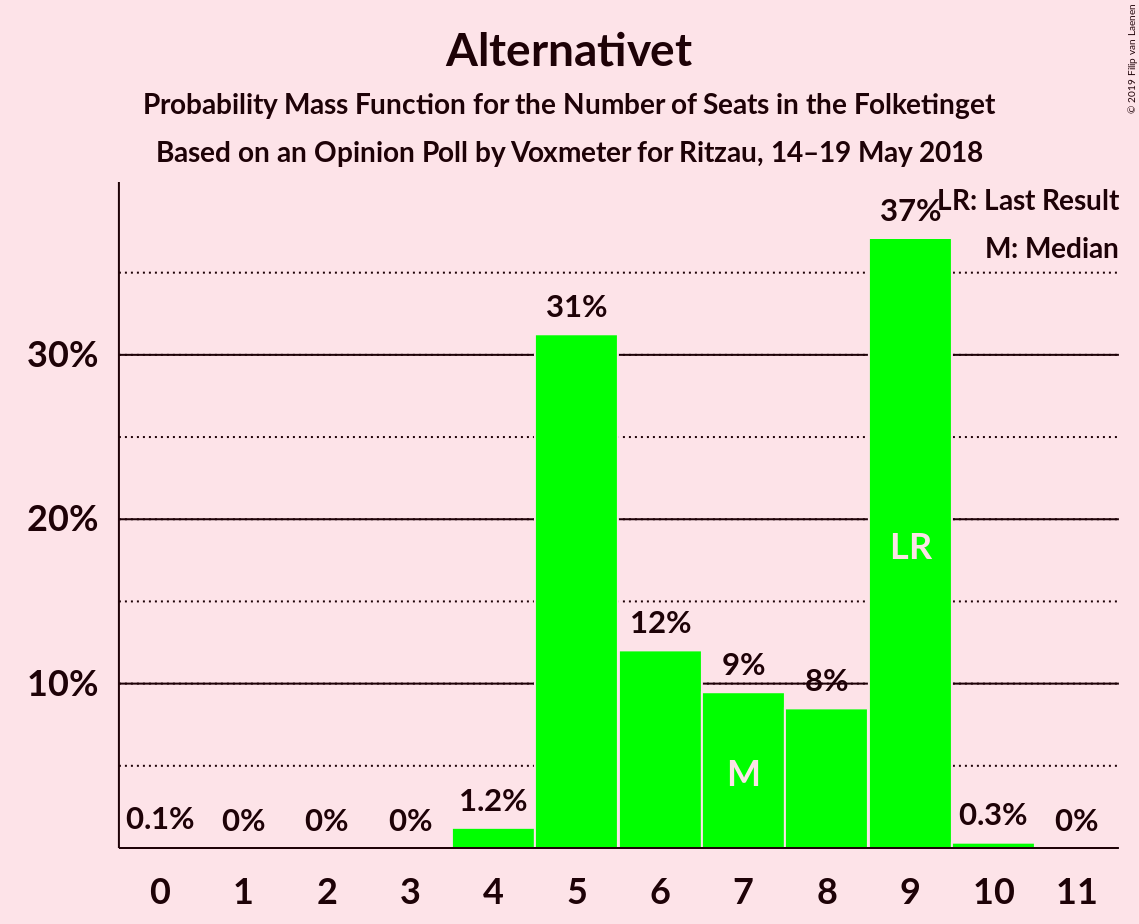 Alternativet
Probability Mass Function for the Number of Seats in the Folketinget
Based on an Opinion Poll by Voxmeter for Ritzau, 14–19 May 2018
© 2019 Filip van Laenen
LR: Last Result
M: Median
37%
31%
30%
20%
LR
12%
9%
8%
10%
M
1.2%
0.1%
0%
0%
0%
0.3%
0%
0 1 2 3 4 5 6 7 8 9 10 11